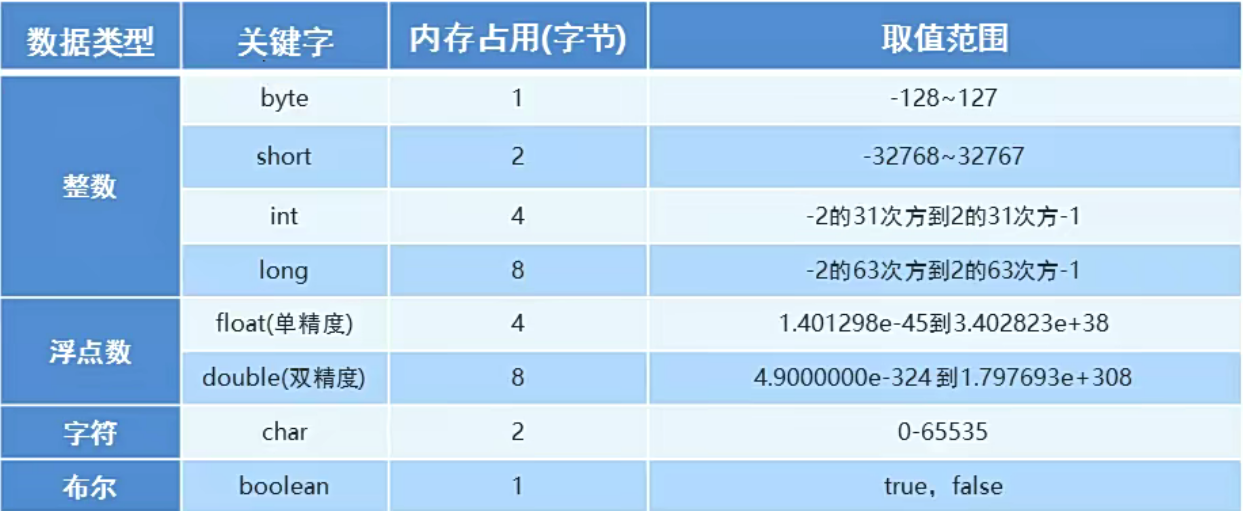 数据类型 关键字 内存占用(字节) 取值范围
整数 byte 1 -128~127
short 2 -32768~32767
int 4 -2的31次方到2的31次方-1
long 8 -2的63次方到2的63次方-1
浮点数 float(单精度) 4 1.401298e-45到3.402823e+38
double(双精度) 8 4.9000000e-324 到1.797693e+308
字符 char 2 0-65535
布尔 boolean 1 true，false